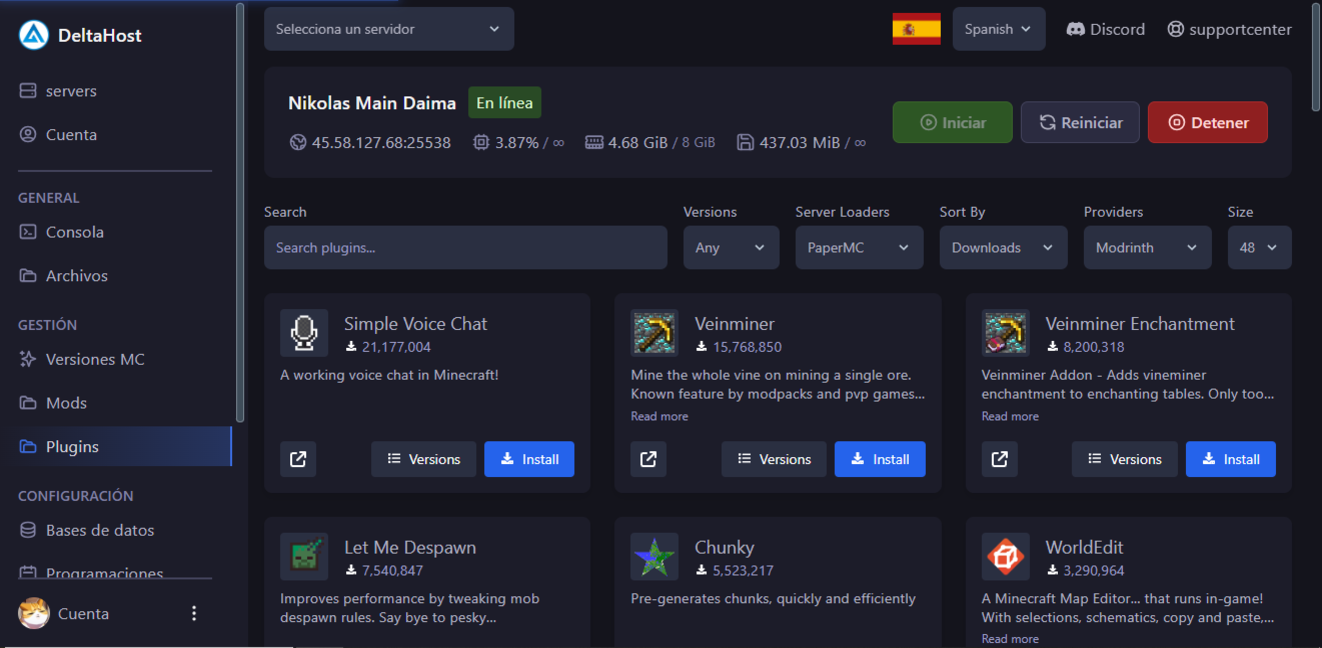 DeltaHost
servers
Cuenta
GENERAL
Consola
Archivos
GESTIÓN
Versiones MC
Mods
Plugins
CONFIGURACIÓN
Bases de datos
Programaciones
Cuenta
Selecciona un servidor
Spanish
Discord
supportcenter
Nikolas Main Daima
En línea
45.58.127.68:25538
3.87% / ∞
4.68 GiB / 8 GiB
437.03 MiB / ∞
Iniciar
Reiniciar
Detener
Search
Search plugins...
Versions
Any
Server Loaders
PaperMC
Sort By
Downloads
Providers
Modrinth
Size
48
Simple Voice Chat
21,177,004
A working voice chat in Minecraft!
Versions
Install
Veinminer
15,768,850
Mine the whole vine on mining a single ore.
Known feature by modpacks and pvp games...
Read more
Versions
Install
Veinminer Enchantment
8,200,318
Veinminer Addon - Adds vineminer
enchantment to enchanting tables. Only too...
Read more
Versions
Install
Let Me Despawn
7,540,847
Improves performance by tweaking mob
despawn rules. Say bye to pesky...
Chunky
5,523,217
Pre-generates chunks, quickly and efficiently
WorldEdit
3,290,964
A Minecraft Map Editor... that runs in-game!
With selections, schematics, copy and paste,...
Read more